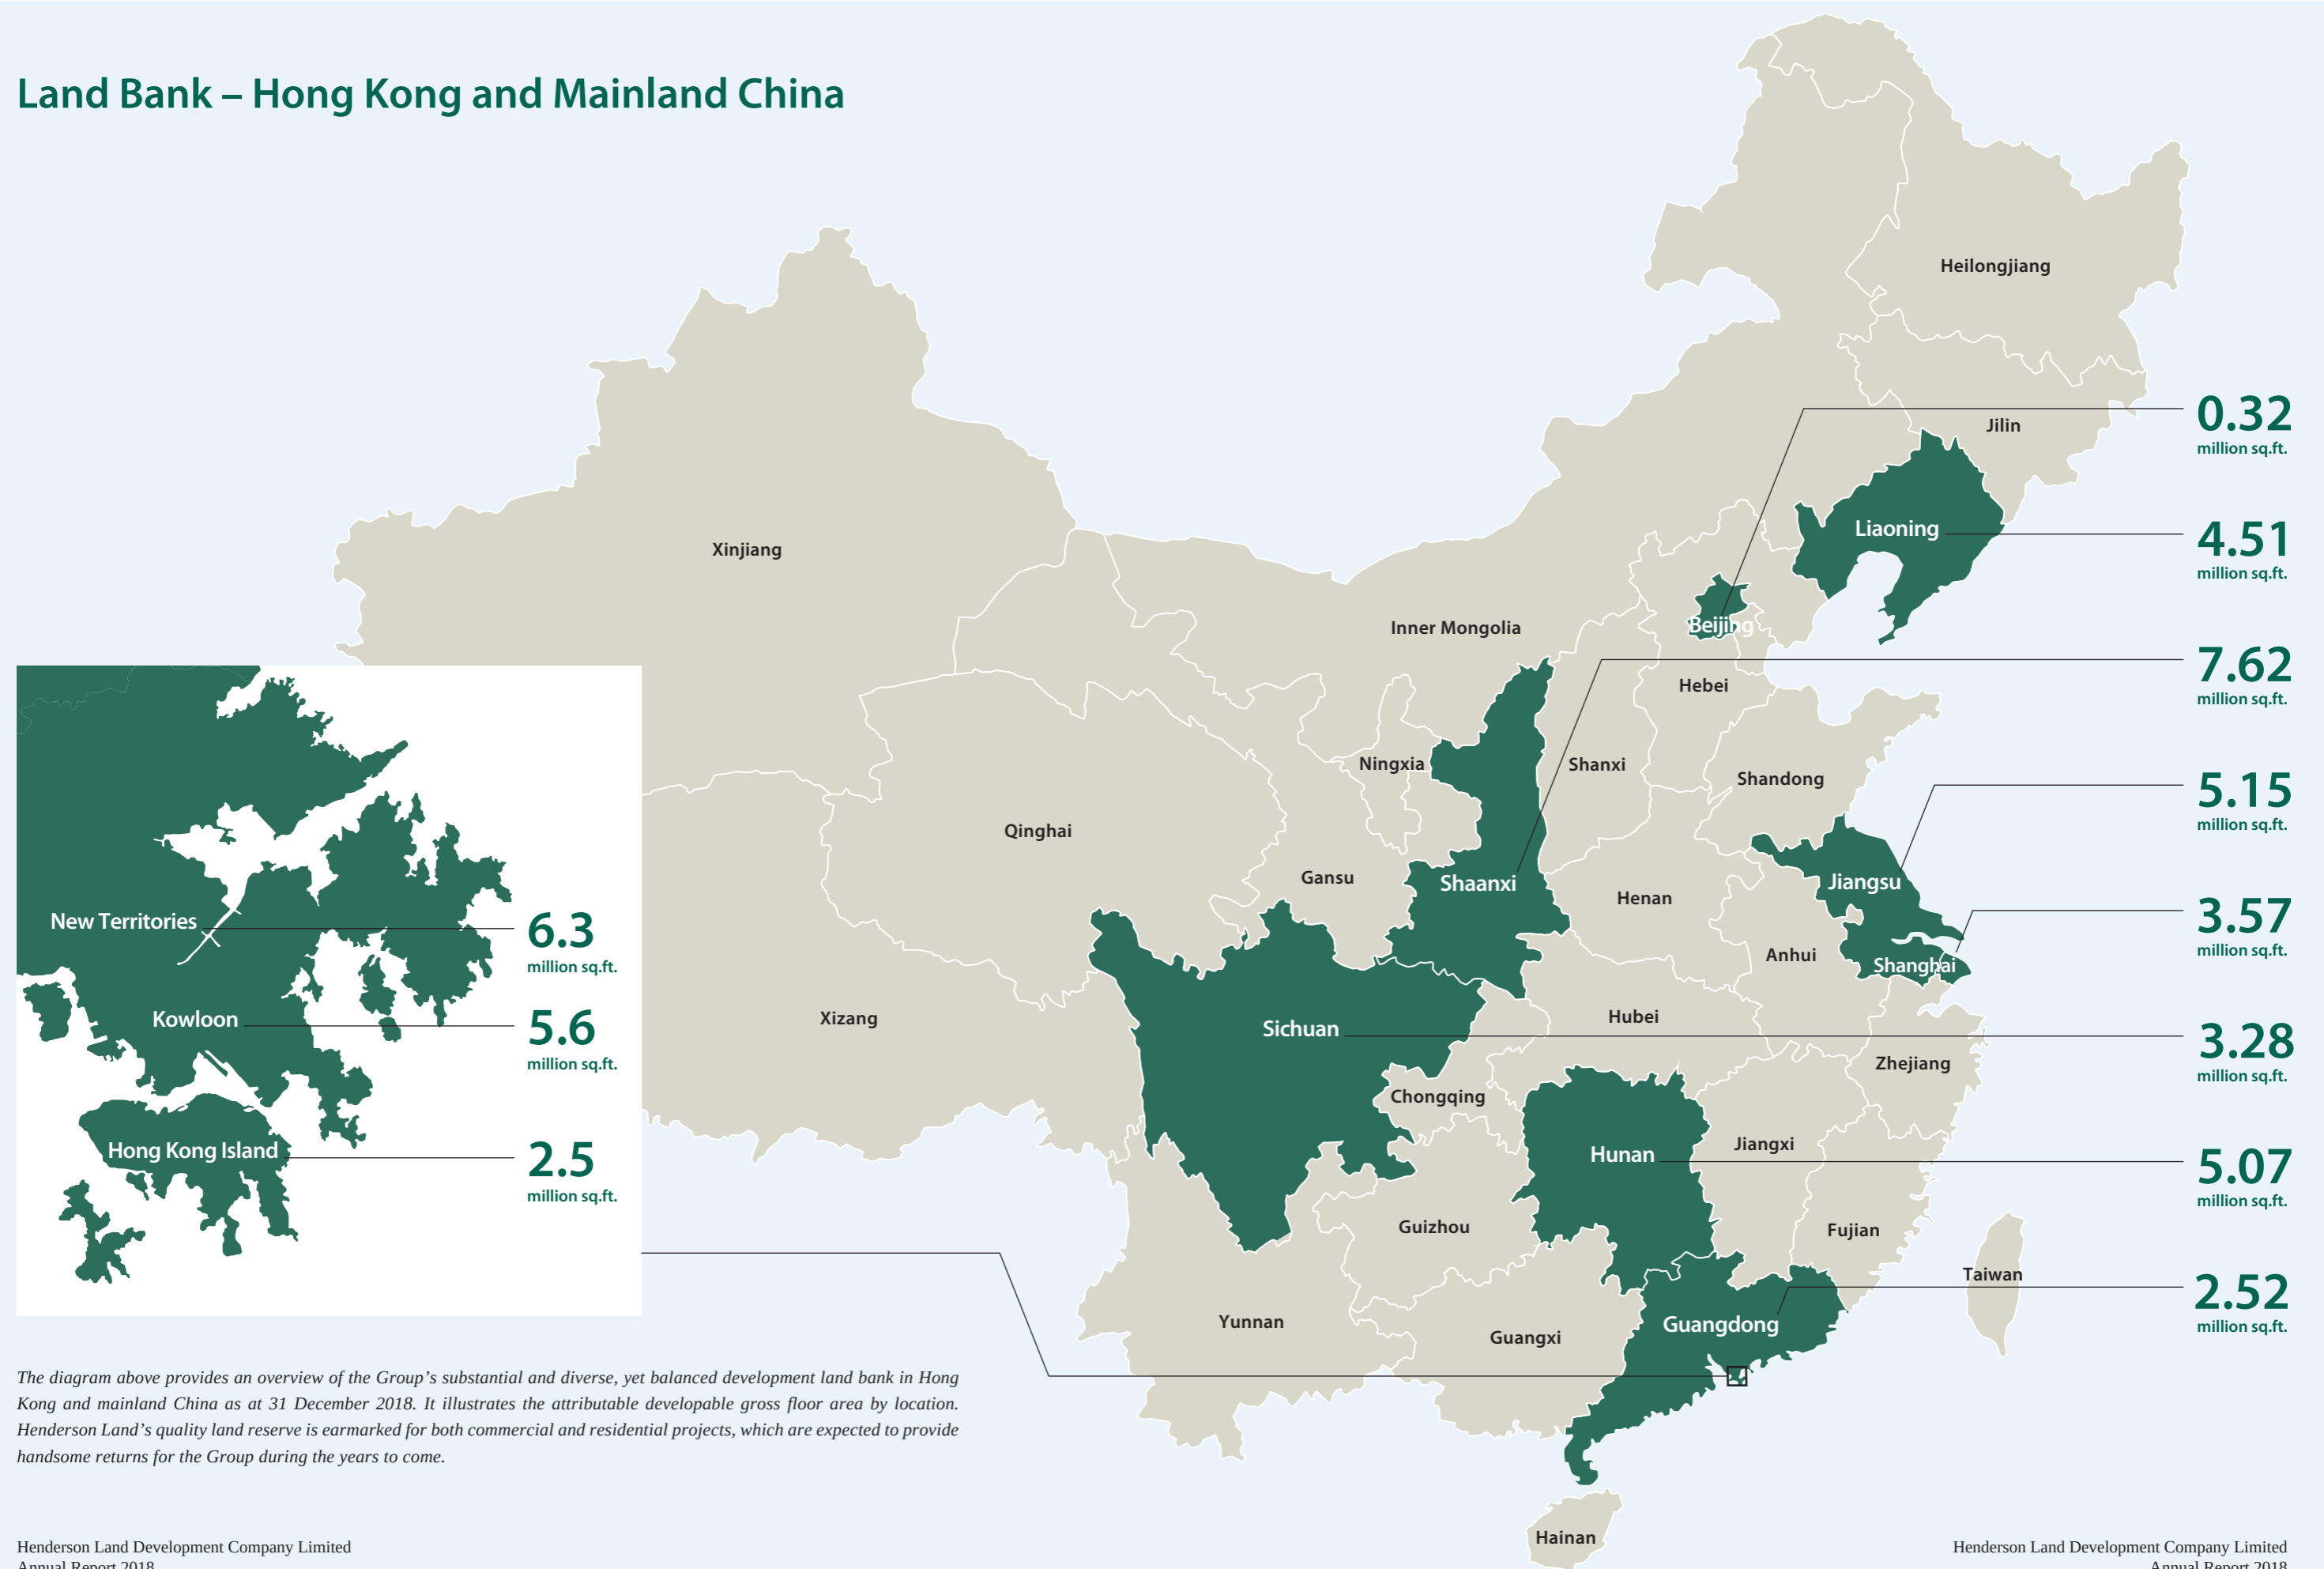 Land Bank – Hong Kong and Mainland China
Heilongjiang
0.32
million sq.ft.
Jilin
Liaoning
4.51
million sq.ft.
Xinjiang
Inner Mongolia
Beijing
7.62
million sq.ft.
Hebei
Ningxia
Shanxi
Shandong
5.15
million sq.ft.
Qinghai
Gansu
Shaanxi
Henan
Jiangsu
3.57
million sq.ft.
Anhui
Shanghai
New Territories
6.3
million sq.ft.
Kowloon
5.6
million sq.ft.
Hong Kong Island
2.5
million sq.ft.
Xizang
Sichuan
Hubei
3.28
million sq.ft.
Zhejiang
Chongqing
Hunan
Jiangxi
5.07
million sq.ft.
Guizhou
Fujian
Taiwan
2.52
million sq.ft.
Yunnan
Guangxi
Guangdong
Hainan
The diagram above provides an overview of the Group’s substantial and diverse, yet balanced development land bank in Hong
Kong and mainland China as at 31 December 2018. It illustrates the attributable developable gross floor area by location.
Henderson Land’s quality land reserve is earmarked for both commercial and residential projects, which are expected to provide
handsome returns for the Group during the years to come.
Henderson Land Development Company Limited
Annual Report 2018
Henderson Land Development Company Limited
Annual Report 2018